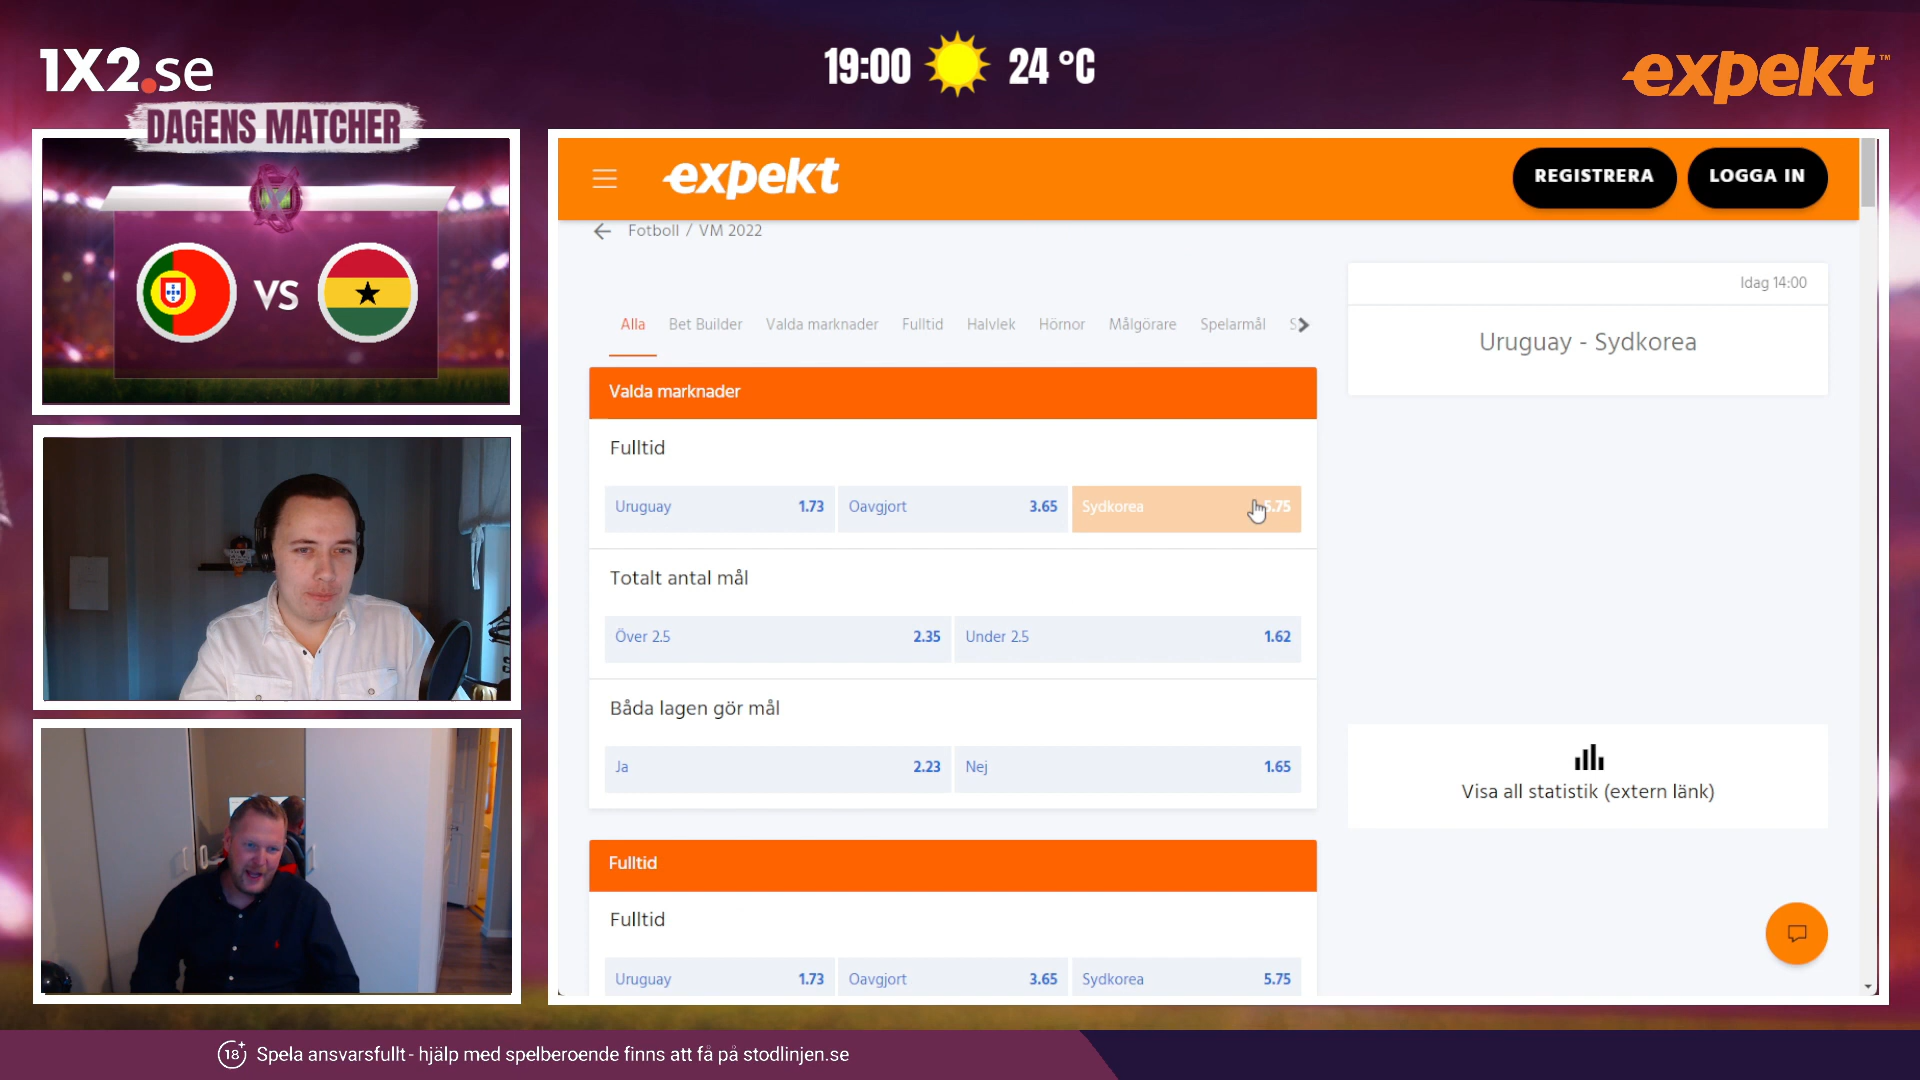 1X2.se
19:00 24 °C
expekt™
DAGENS MATCHER
VS
expekt
REGISTRERA
LOGGA IN
Fotboll / VM 2022
Idag 14:00
Uruguay - Sydkorea
Alla Bet Builder Valda marknader Fulltid Halvlek Hörnor Målgörare Spelarmål
Valda marknader
Fulltid
Uruguay 1.73 Oavgjort 3.65 Sydkorea 5.75
Totalt antal mål
Över 2.5 2.35 Under 2.5 1.62
Båda lagen gör mål
Ja 2.23 Nej 1.65
Visa all statistik (extern länk)
Fulltid
Fulltid
Uruguay 1.73 Oavgjort 3.65 Sydkorea 5.75
18+ Spela ansvarsfullt - hjälp med spelberoende finns att få på stodlinjen.se